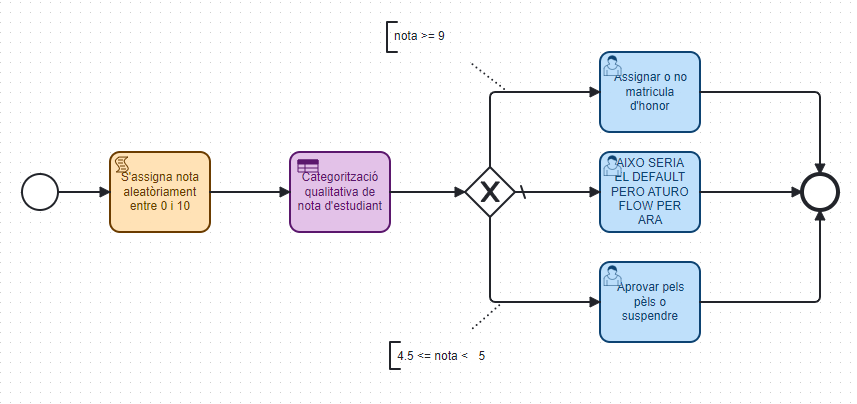 nota >= 9
S'assigna nota
aleatòriament
entre 0 i 10
Categorització
qualitativa de
nota d'estudiant
X
Assignar o no
matricula
d'honor
AIXO SERIA
EL DEFAULT
PERO ATURO
FLOW PER
ARA
Aprovar pels
pèls o
suspendre
4.5 <= nota < 5